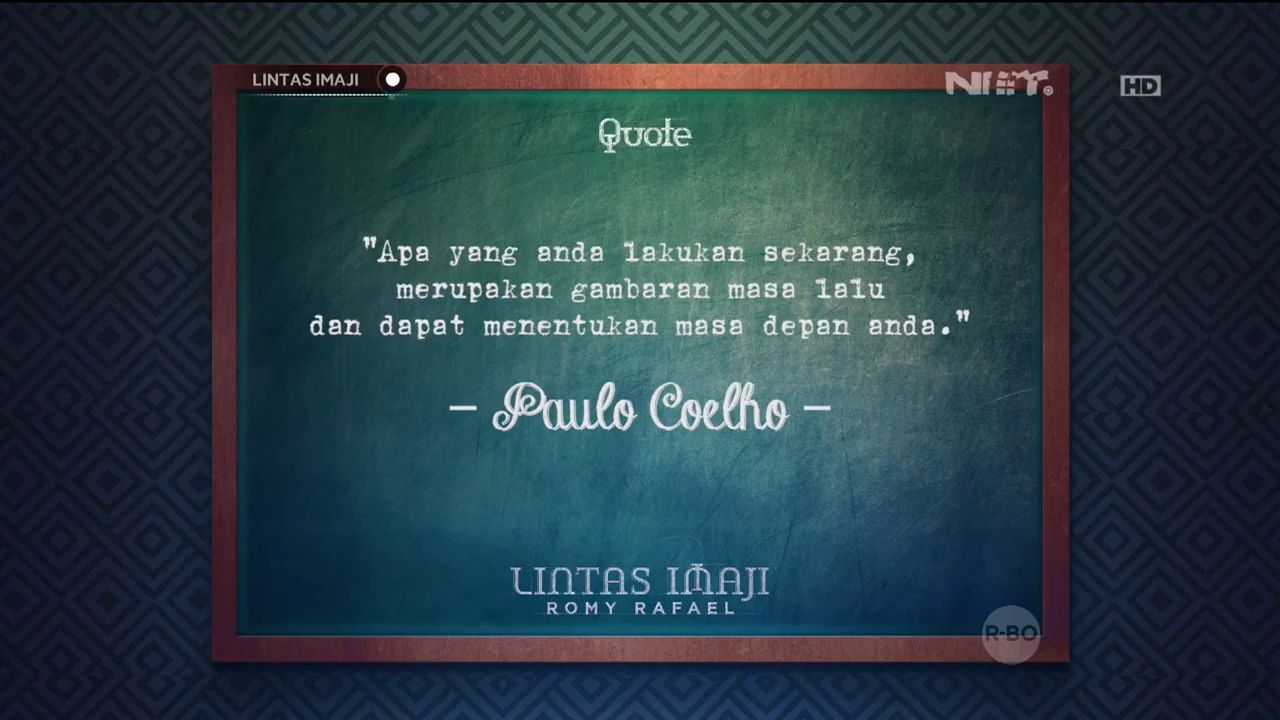 LINTAS IMAJI
NET.
HD
Quote
"Apa yang anda lakukan sekarang,
merupakan gambaran masa lalu
dan dapat menentukan masa depan anda."
– Paulo Coelho –
LINTAS IMAJI
ROMY RAFAEL
R-BO